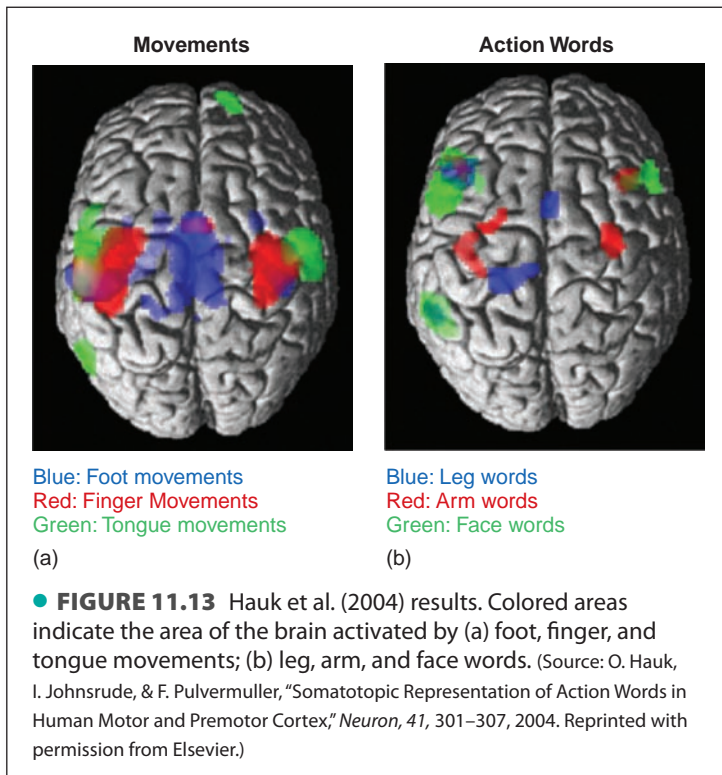 Movements
Action Words
Blue: Foot movements
Red: Finger Movements
Green: Tongue movements
(a)
Blue: Leg words
Red: Arm words
Green: Face words
(b)
● FIGURE 11.13 Hauk et al. (2004) results. Colored areas
indicate the area of the brain activated by (a) foot, finger, and
tongue movements; (b) leg, arm, and face words. (Source: O. Hauk,
I. Johnsrude, & F. Pulvermuller, “Somatotopic Representation of Action Words in
Human Motor and Premotor Cortex,” Neuron, 41, 301–307, 2004. Reprinted with
permission from Elsevier.)